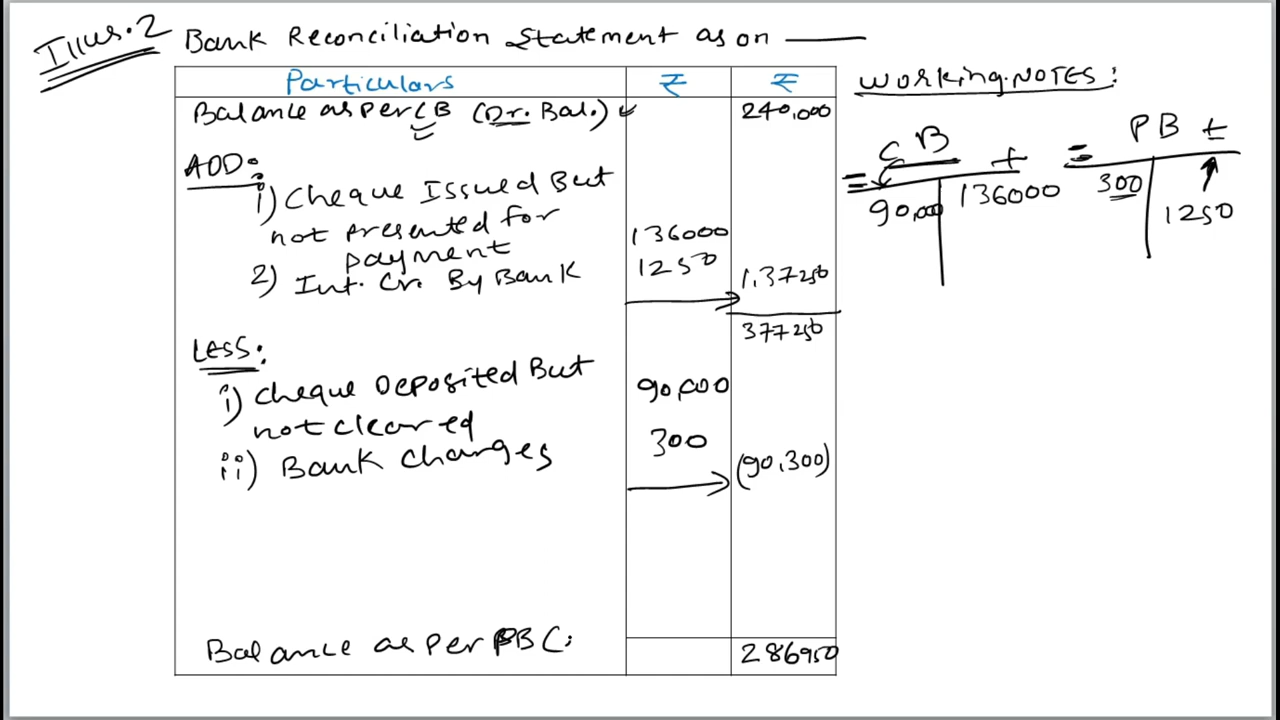 Illus.2
Bank Reconciliation Statement as on ______
Particulars ₹ ₹
Balance as per CB (Dr. Bal.) 240,000
ADD:
i) Cheque Issued But
not presented for
payment 136000
2) Int. Cr. By Bank 1250 1,37250
377250
LESS:
i) Cheque Deposited But 90,000
not cleared
ii) Bank Charges 300 (90,300)
Balance as per PB C: 286950
Working NOTES:
CB +
90,000 136000
PB ±
300 1250